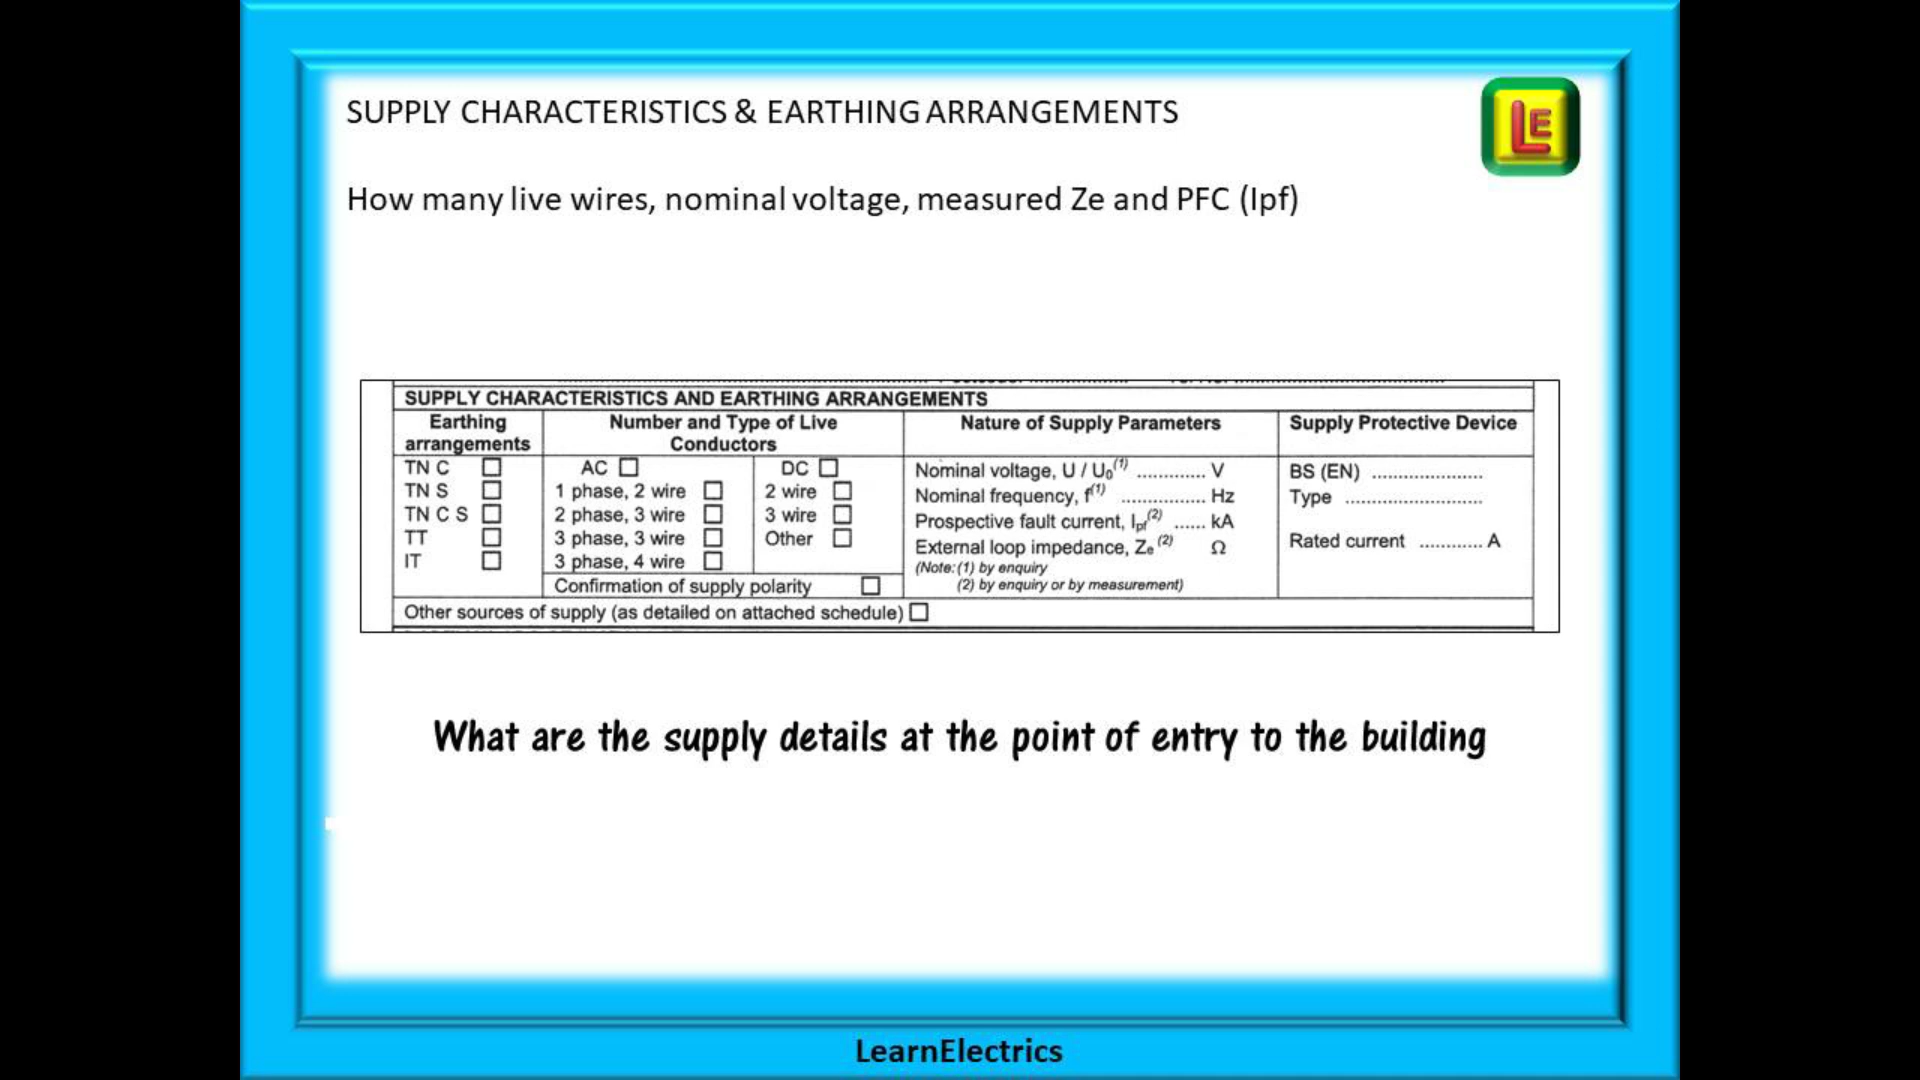 SUPPLY CHARACTERISTICS & EARTHING ARRANGEMENTS
LE
How many live wires, nominal voltage, measured Ze and PFC (Ipf)
SUPPLY CHARACTERISTICS AND EARTHING ARRANGEMENTS
Earthing arrangements
Number and Type of Live Conductors
Nature of Supply Parameters
Supply Protective Device
TN C ☐
TN S ☐
TN C S ☐
TT ☐
IT ☐
AC ☐
1 phase, 2 wire ☐
2 phase, 3 wire ☐
3 phase, 3 wire ☐
3 phase, 4 wire ☐
DC ☐
2 wire ☐
3 wire ☐
Other ☐
Confirmation of supply polarity ☐
Nominal voltage, U / U₀⁽¹⁾ ............. V
Nominal frequency, f⁽¹⁾ ................ Hz
Prospective fault current, Ipf⁽²⁾ ...... kA
External loop impedance, Ze ⁽²⁾ Ω
(Note: (1) by enquiry
(2) by enquiry or by measurement)
BS (EN) .....................
Type ..........................
Rated current ............ A
Other sources of supply (as detailed on attached schedule) ☐
What are the supply details at the point of entry to the building
LearnElectrics